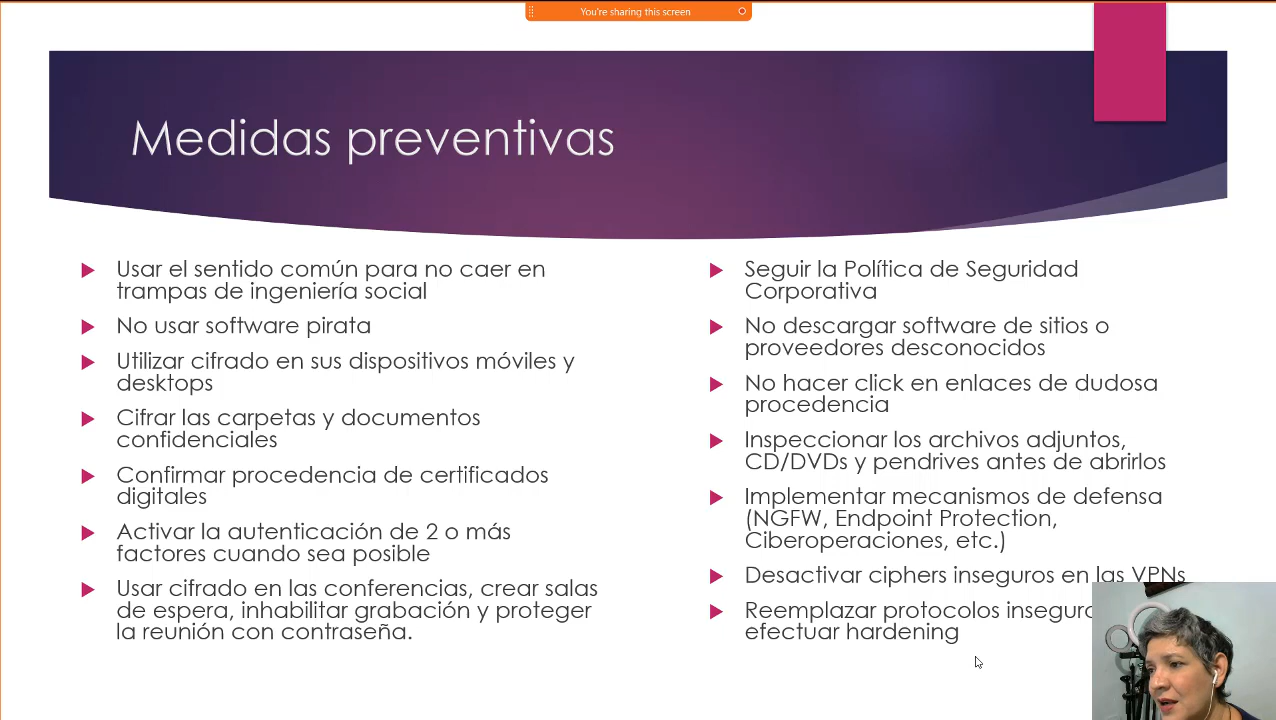 You're sharing this screen
Medidas preventivas
Usar el sentido común para no caer en
trampas de ingeniería social
No usar software pirata
Utilizar cifrado en sus dispositivos móviles y
desktops
Cifrar las carpetas y documentos
confidenciales
Confirmar procedencia de certificados
digitales
Activar la autenticación de 2 o más
factores cuando sea posible
Usar cifrado en las conferencias, crear salas
de espera, inhabilitar grabación y proteger
la reunión con contraseña.
Seguir la Política de Seguridad
Corporativa
No descargar software de sitios o
proveedores desconocidos
No hacer click en enlaces de dudosa
procedencia
Inspeccionar los archivos adjuntos,
CD/DVDs y pendrives antes de abrirlos
Implementar mecanismos de defensa
(NGFW, Endpoint Protection,
Ciberoperaciones, etc.)
Desactivar ciphers inseguros en las VPNs
Reemplazar protocolos
efectuar hardening